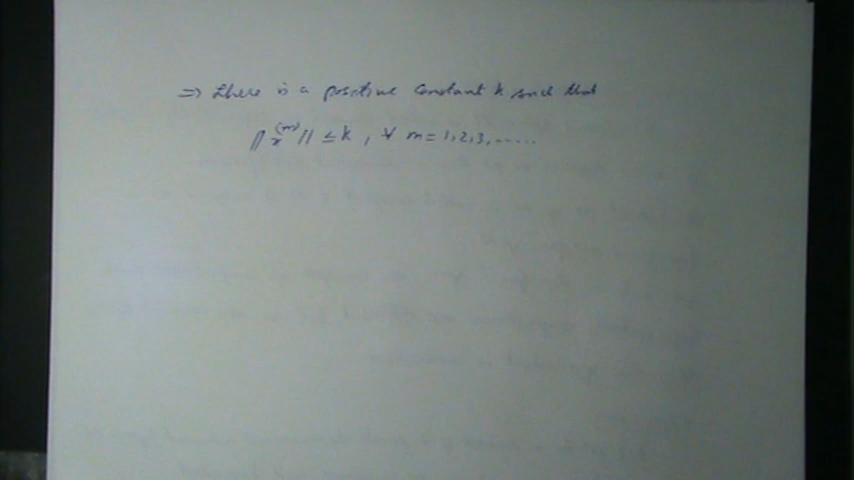 ⇒ there is a positive constant k such that
||x^(m)|| ≤ k, ∀ m = 1,2,3,.....